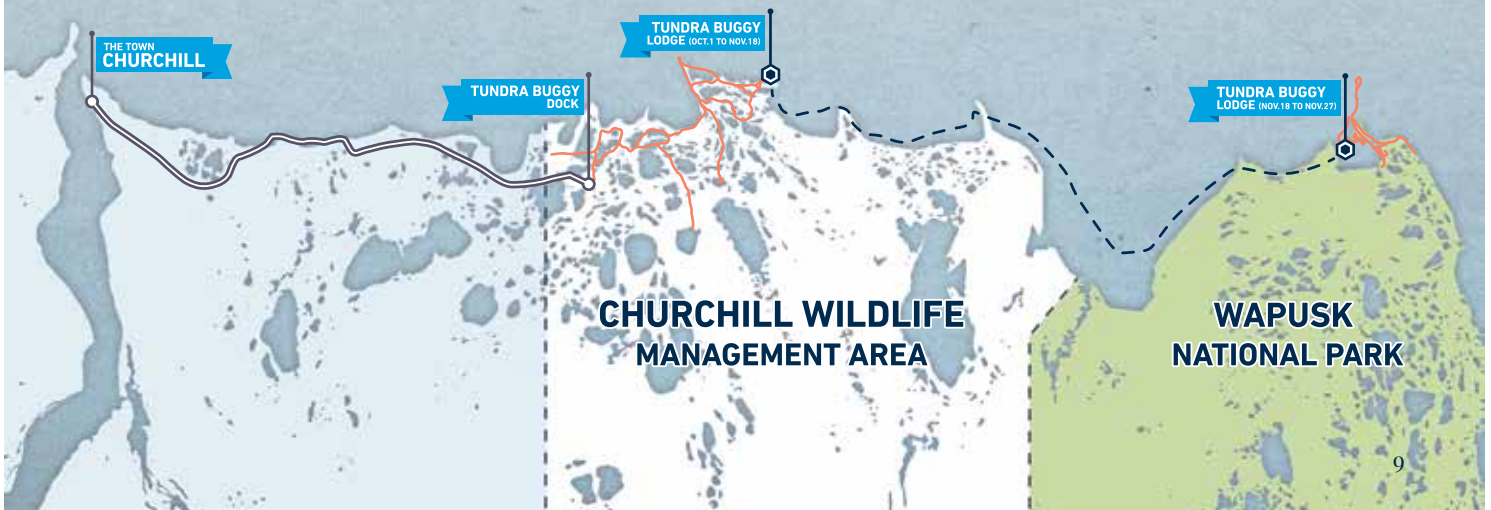 THE TOWN
CHURCHILL
TUNDRA BUGGY
DOCK
TUNDRA BUGGY
LODGE (OCT.1 TO NOV.18)
TUNDRA BUGGY
LODGE (NOV.18 TO NOV.27)
CHURCHILL WILDLIFE
MANAGEMENT AREA
WAPUSK
NATIONAL PARK
9